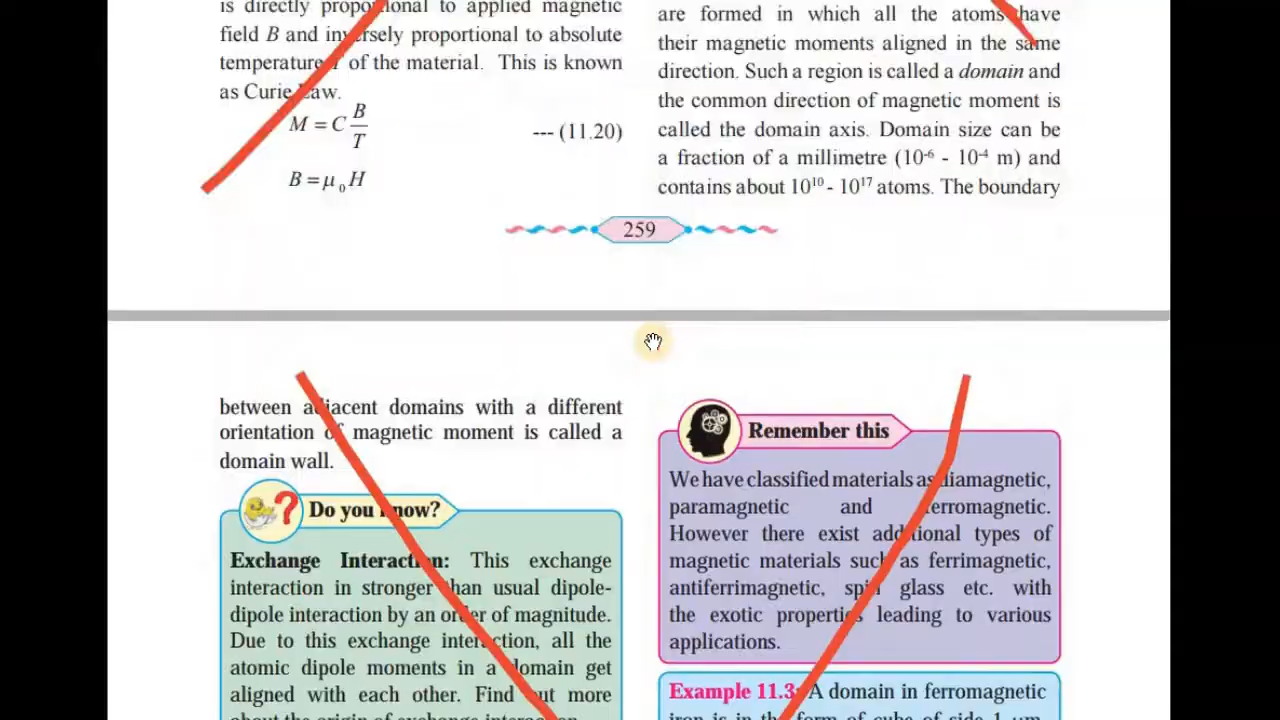 is directly proportional to applied magnetic
field B and inversely proportional to absolute
temperature T of the material. This is known
as Curie Law.
M = C B/T --- (11.20)
B = μ₀H
are formed in which all the atoms have
their magnetic moments aligned in the same
direction. Such a region is called a domain and
the common direction of magnetic moment is
called the domain axis. Domain size can be
a fraction of a millimetre (10⁻⁶ - 10⁻⁴ m) and
contains about 10¹⁰ - 10¹⁷ atoms. The boundary
259
between adjacent domains with a different
orientation of magnetic moment is called a
domain wall.
Do you know?
Exchange Interaction: This exchange
interaction in stronger than usual dipole-
dipole interaction by an order of magnitude.
Due to this exchange interaction, all the
atomic dipole moments in a domain get
aligned with each other. Find out more
about the origin of exchange interaction.
Remember this
We have classified materials as diamagnetic,
paramagnetic and ferromagnetic.
However there exist additional types of
magnetic materials such as ferrimagnetic,
antiferrimagnetic, spin glass etc. with
the exotic properties leading to various
applications.
Example 11.3: A domain in ferromagnetic
iron is in the form of cube of side 1 μm.